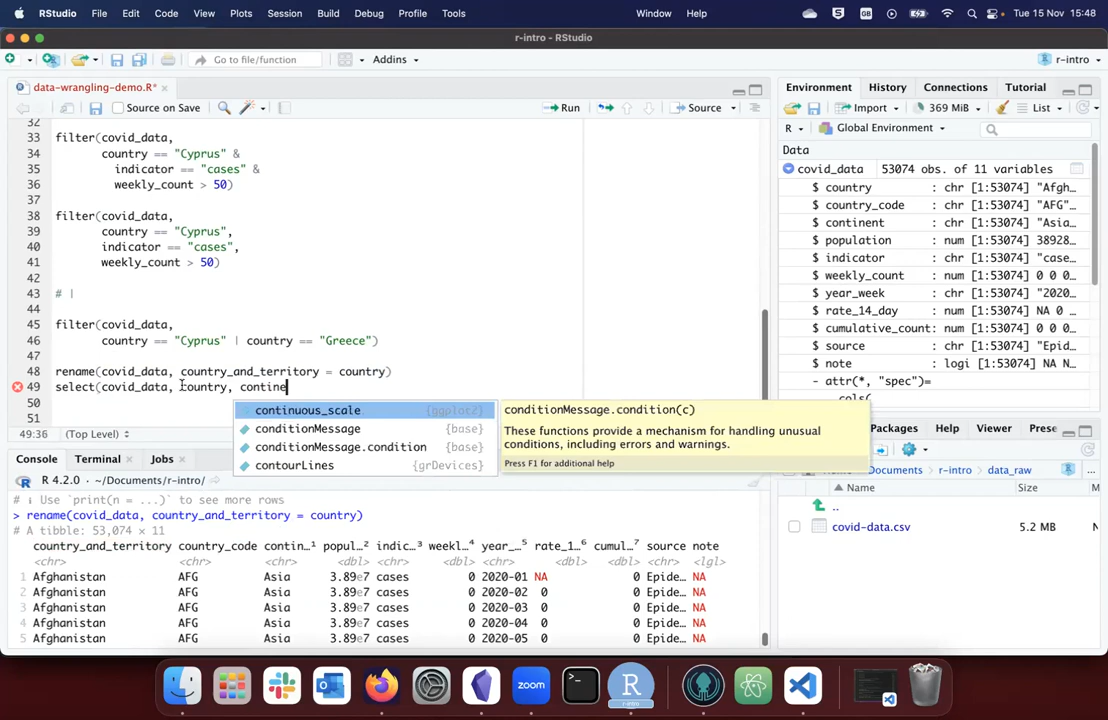 RStudio File Edit Code View Plots Session Build Debug Profile Tools Window Help GB Tue 15 Nov 15:48
r-intro – RStudio
Go to file/function Addins r-intro
data-wrangling-demo.R* ×
Source on Save Run Source
32
33 filter(covid_data,
34 country == "Cyprus" &
35 indicator == "cases" &
36 weekly_count > 50)
37
38 filter(covid_data,
39 country == "Cyprus",
40 indicator == "cases",
41 weekly_count > 50)
42
43 # |
44
45 filter(covid_data,
46 country == "Cyprus" | country == "Greece")
47
48 rename(covid_data, country_and_territory = country)
49 select(covid_data, country, contine
50
51
continuous_scale {ggplot2}
conditionMessage {base}
conditionMessage.condition {base}
contourLines {grDevices}
conditionMessage.condition(c)
These functions provide a mechanism for handling unusual
conditions, including errors and warnings.
Press F1 for additional help
49:36 (Top Level) R Script
Console Terminal × Jobs ×
R 4.2.0 · ~/Documents/r-intro/
# ℹ Use `print(n = ...)` to see more rows
> rename(covid_data, country_and_territory = country)
# A tibble: 53,074 × 11
country_and_territory country_code contin…¹ popul…² indic…³ weekl…⁴ year_…⁵ rate_1…⁶ cumul…⁷ source note
<chr> <chr> <chr> <dbl> <chr> <dbl> <chr> <dbl> <dbl> <chr> <lgl>
1 Afghanistan AFG Asia 3.89e7 cases 0 2020-01 NA 0 Epide… NA
2 Afghanistan AFG Asia 3.89e7 cases 0 2020-02 0 0 Epide… NA
3 Afghanistan AFG Asia 3.89e7 cases 0 2020-03 0 0 Epide… NA
4 Afghanistan AFG Asia 3.89e7 cases 0 2020-04 0 0 Epide… NA
5 Afghanistan AFG Asia 3.89e7 cases 0 2020-05 0 0 Epide… NA
Environment History Connections Tutorial
Import 369 MiB List
R Global Environment
Data
covid_data 53074 obs. of 11 variables
$ country : chr [1:53074] "Afgh…
$ country_code : chr [1:53074] "AFG"…
$ continent : chr [1:53074] "Asia…
$ population : num [1:53074] 38928…
$ indicator : chr [1:53074] "case…
$ weekly_count : num [1:53074] 0 0 0…
$ year_week : chr [1:53074] "2020…
$ rate_14_day : num [1:53074] NA 0 …
$ cumulative_count: num [1:53074] 0 0 0…
$ source : chr [1:53074] "Epid…
$ note : logi [1:53074] NA N…
- attr(*, "spec")=
cols(
Packages Help Viewer Prese
Documents r-intro data_raw
Name Size M
..
covid-data.csv 5.2 MB N
zoom
R
r-intro